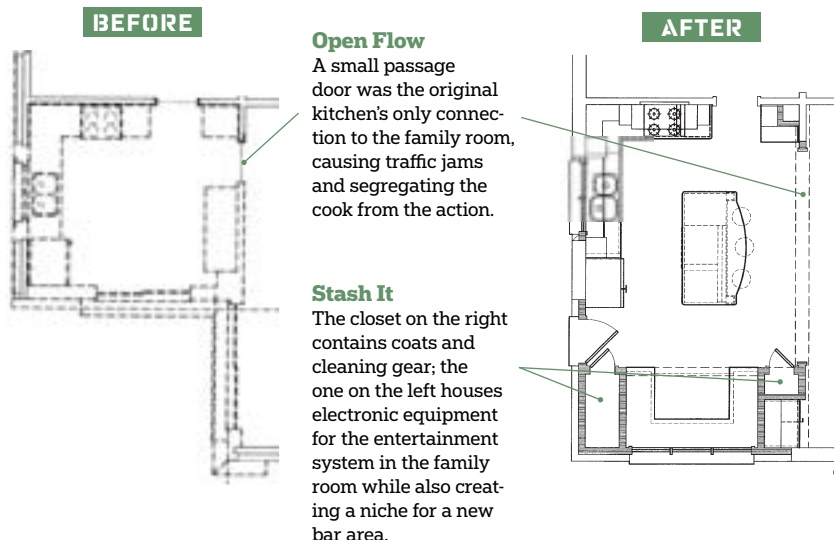 BEFORE
Open Flow
A small passage
door was the original
kitchen's only connec-
tion to the family room,
causing traffic jams
and segregating the
cook from the action.
Stash It
The closet on the right
contains coats and
cleaning gear; the
one on the left houses
electronic equipment
for the entertainment
system in the family
room while also creat-
ing a niche for a new
bar area.
AFTER